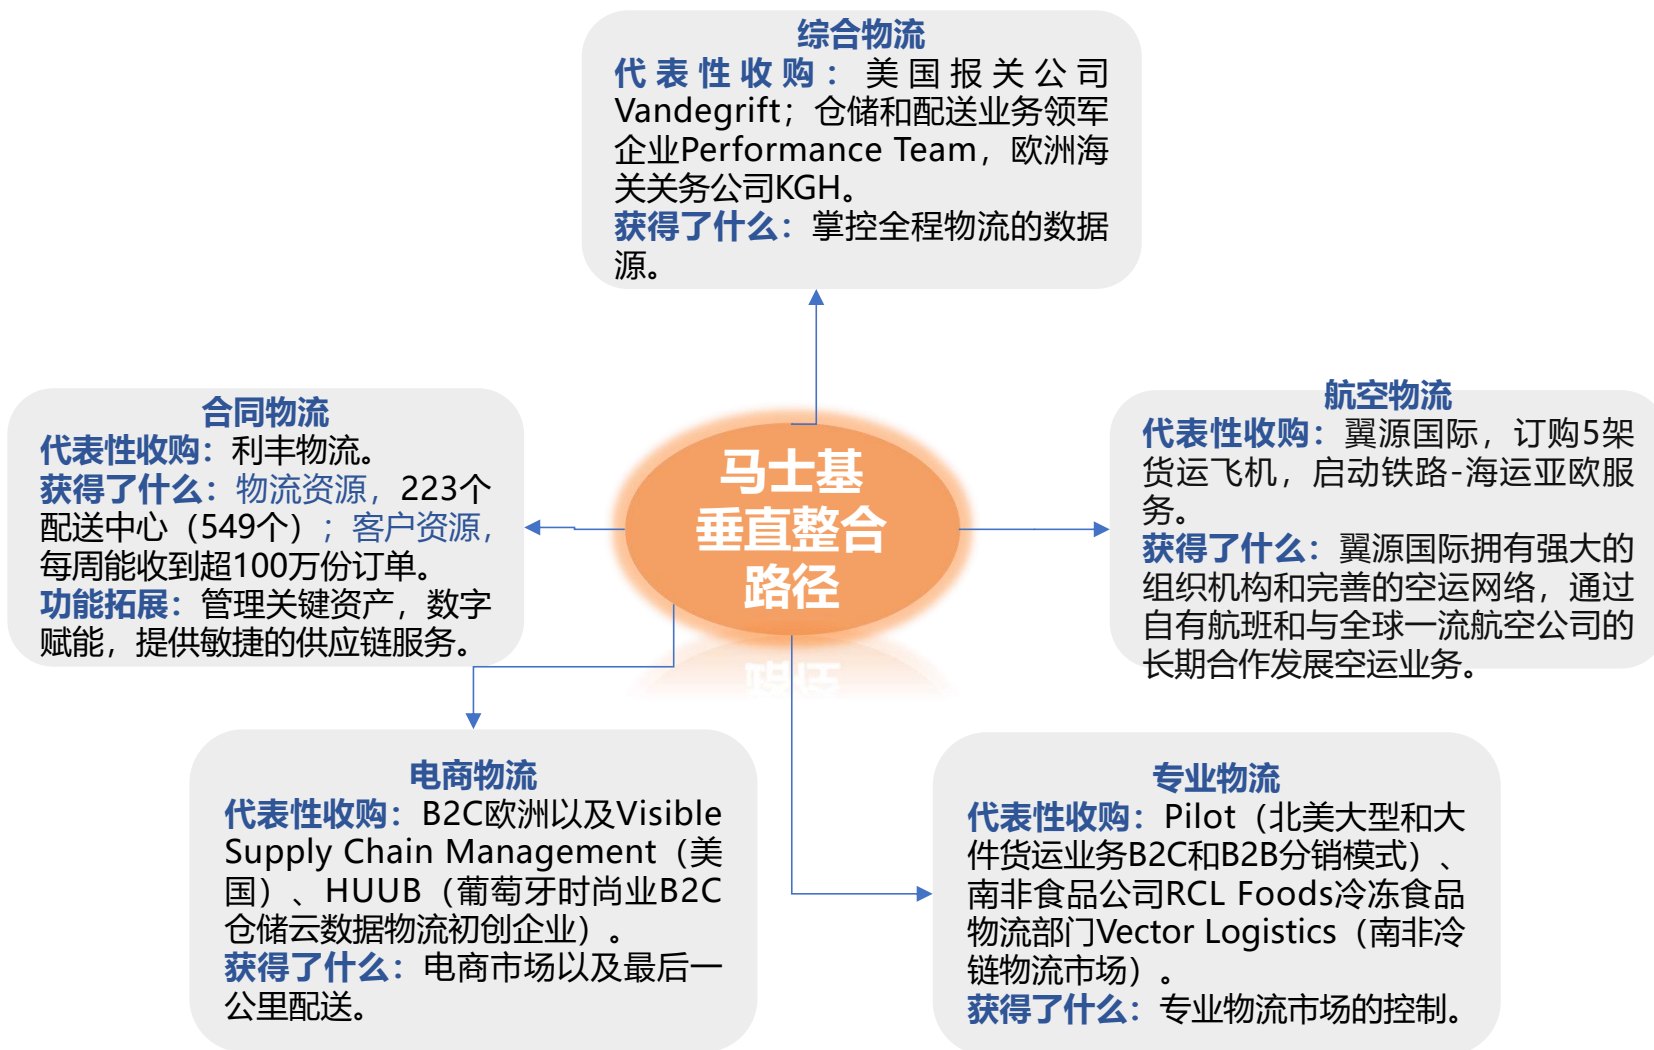 综合物流
代表性收购：美国报关公司
Vandegrift；仓储和配送业务领军
企业Performance Team，欧洲海
关关务公司KGH。
获得了什么：掌控全程物流的数据
源。
合同物流
代表性收购：利丰物流。
获得了什么：物流资源，223个
配送中心（549个）；客户资源，
每周能收到超100万份订单。
功能拓展：管理关键资产，数字
赋能，提供敏捷的供应链服务。
马士基
垂直整合
路径
航空物流
代表性收购：翼源国际，订购5架
货运飞机，启动铁路-海运亚欧服
务。
获得了什么：翼源国际拥有强大的
组织机构和完善的空运网络，通过
自有航班和与全球一流航空公司的
长期合作发展空运业务。
电商物流
代表性收购：B2C欧洲以及Visible
Supply Chain Management（美
国）、HUUB（葡萄牙时尚业B2C
仓储云数据物流初创企业）。
获得了什么：电商市场以及最后一
公里配送。
专业物流
代表性收购：Pilot（北美大型和大
件货运业务B2C和B2B分销模式）、
南非食品公司RCL Foods冷冻食品
物流部门Vector Logistics（南非冷
链物流市场）。
获得了什么：专业物流市场的控制。